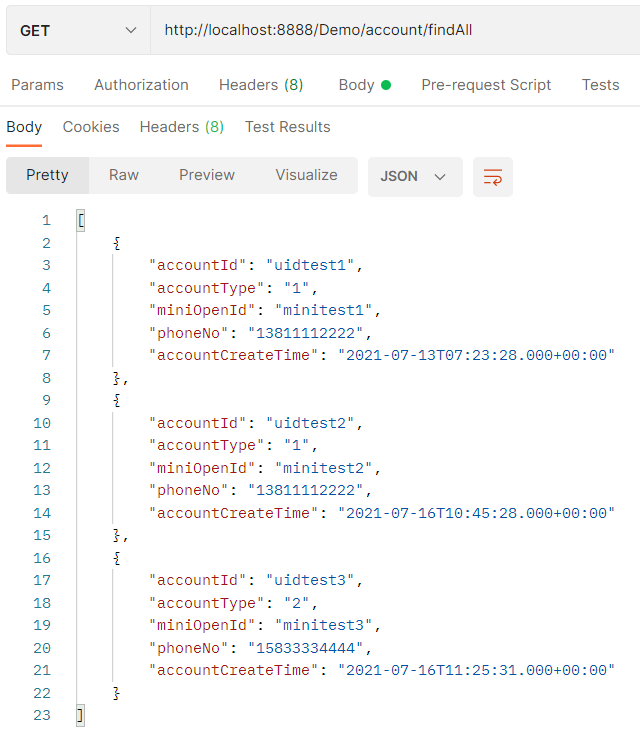 GET http://localhost:8888/Demo/account/findAll
Params Authorization Headers (8) Body Pre-request Script Tests
Body Cookies Headers (8) Test Results
Pretty Raw Preview Visualize JSON
1 [
2 {
3 "accountId": "uidtest1",
4 "accountType": "1",
5 "miniOpenId": "minitest1",
6 "phoneNo": "13811112222",
7 "accountCreateTime": "2021-07-13T07:23:28.000+00:00"
8 },
9 {
10 "accountId": "uidtest2",
11 "accountType": "1",
12 "miniOpenId": "minitest2",
13 "phoneNo": "13811112222",
14 "accountCreateTime": "2021-07-16T10:45:28.000+00:00"
15 },
16 {
17 "accountId": "uidtest3",
18 "accountType": "2",
19 "miniOpenId": "minitest3",
20 "phoneNo": "15833334444",
21 "accountCreateTime": "2021-07-16T11:25:31.000+00:00"
22 }
23 ]